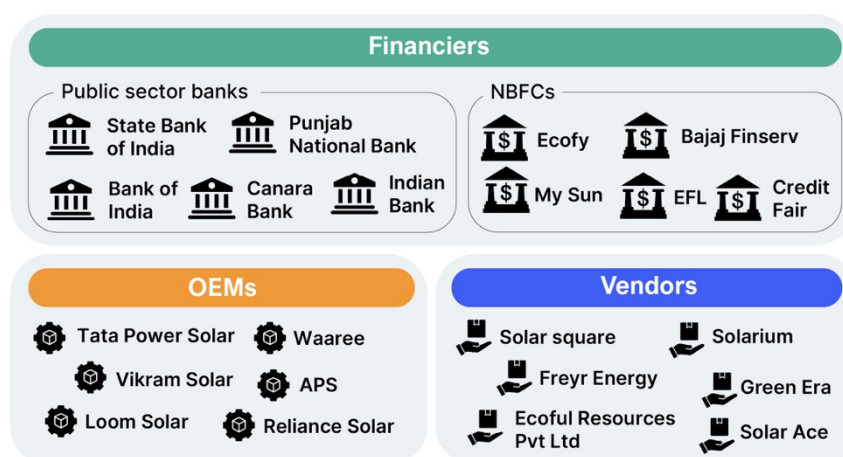 Financiers
Public sector banks
State Bank
of India
Punjab
National Bank
Bank of
India
Canara
Bank
Indian
Bank
NBFCs
Ecofy
Bajaj Finserv
My Sun
EFL
Credit
Fair
OEMs
Tata Power Solar
Waaree
Vikram Solar
APS
Loom Solar
Reliance Solar
Vendors
Solar square
Solarium
Freyr Energy
Green Era
Ecoful Resources
Pvt Ltd
Solar Ace